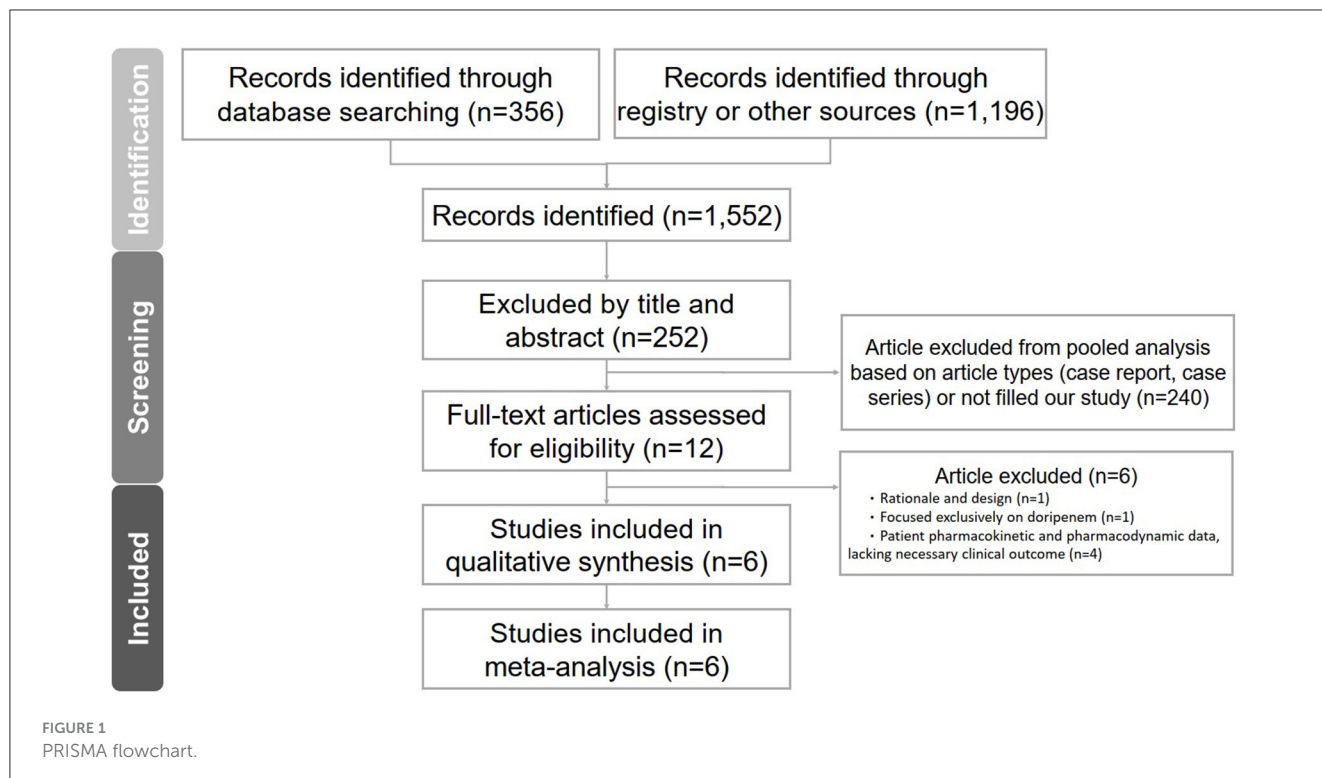 Identification
Records identified through
database searching (n=356)
Records identified through
registry or other sources (n=1,196)
Records identified (n=1,552)
Screening
Excluded by title and
abstract (n=252)
Article excluded from pooled analysis
based on article types (case report, case
series) or not filled our study (n=240)
Full-text articles assessed
for eligibility (n=12)
Article excluded (n=6)
• Rationale and design (n=1)
• Focused exclusively on doripenem (n=1)
• Patient pharmacokinetic and pharmacodynamic data,
lacking necessary clinical outcome (n=4)
Included
Studies included in
qualitative synthesis (n=6)
Studies included in
meta-analysis (n=6)
FIGURE 1
PRISMA flowchart.